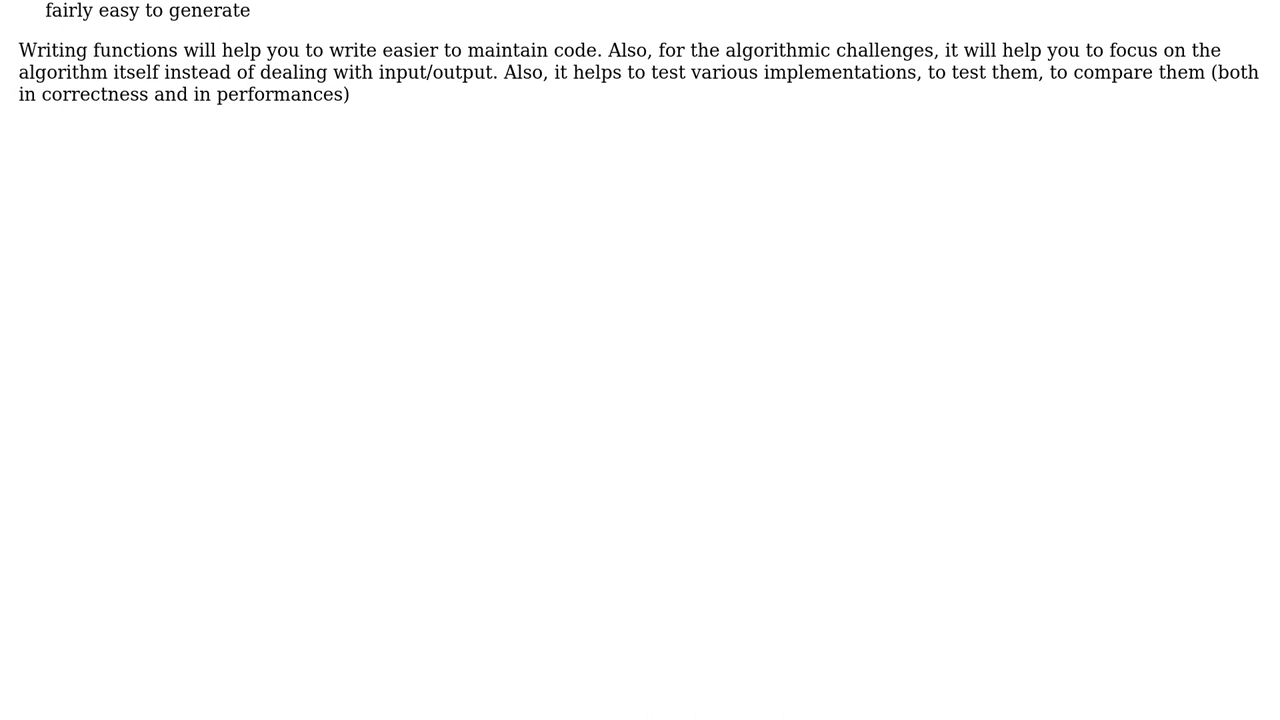 fairly easy to generate
Writing functions will help you to write easier to maintain code. Also, for the algorithmic challenges, it will help you to focus on the
algorithm itself instead of dealing with input/output. Also, it helps to test various implementations, to test them, to compare them (both
in correctness and in performances)